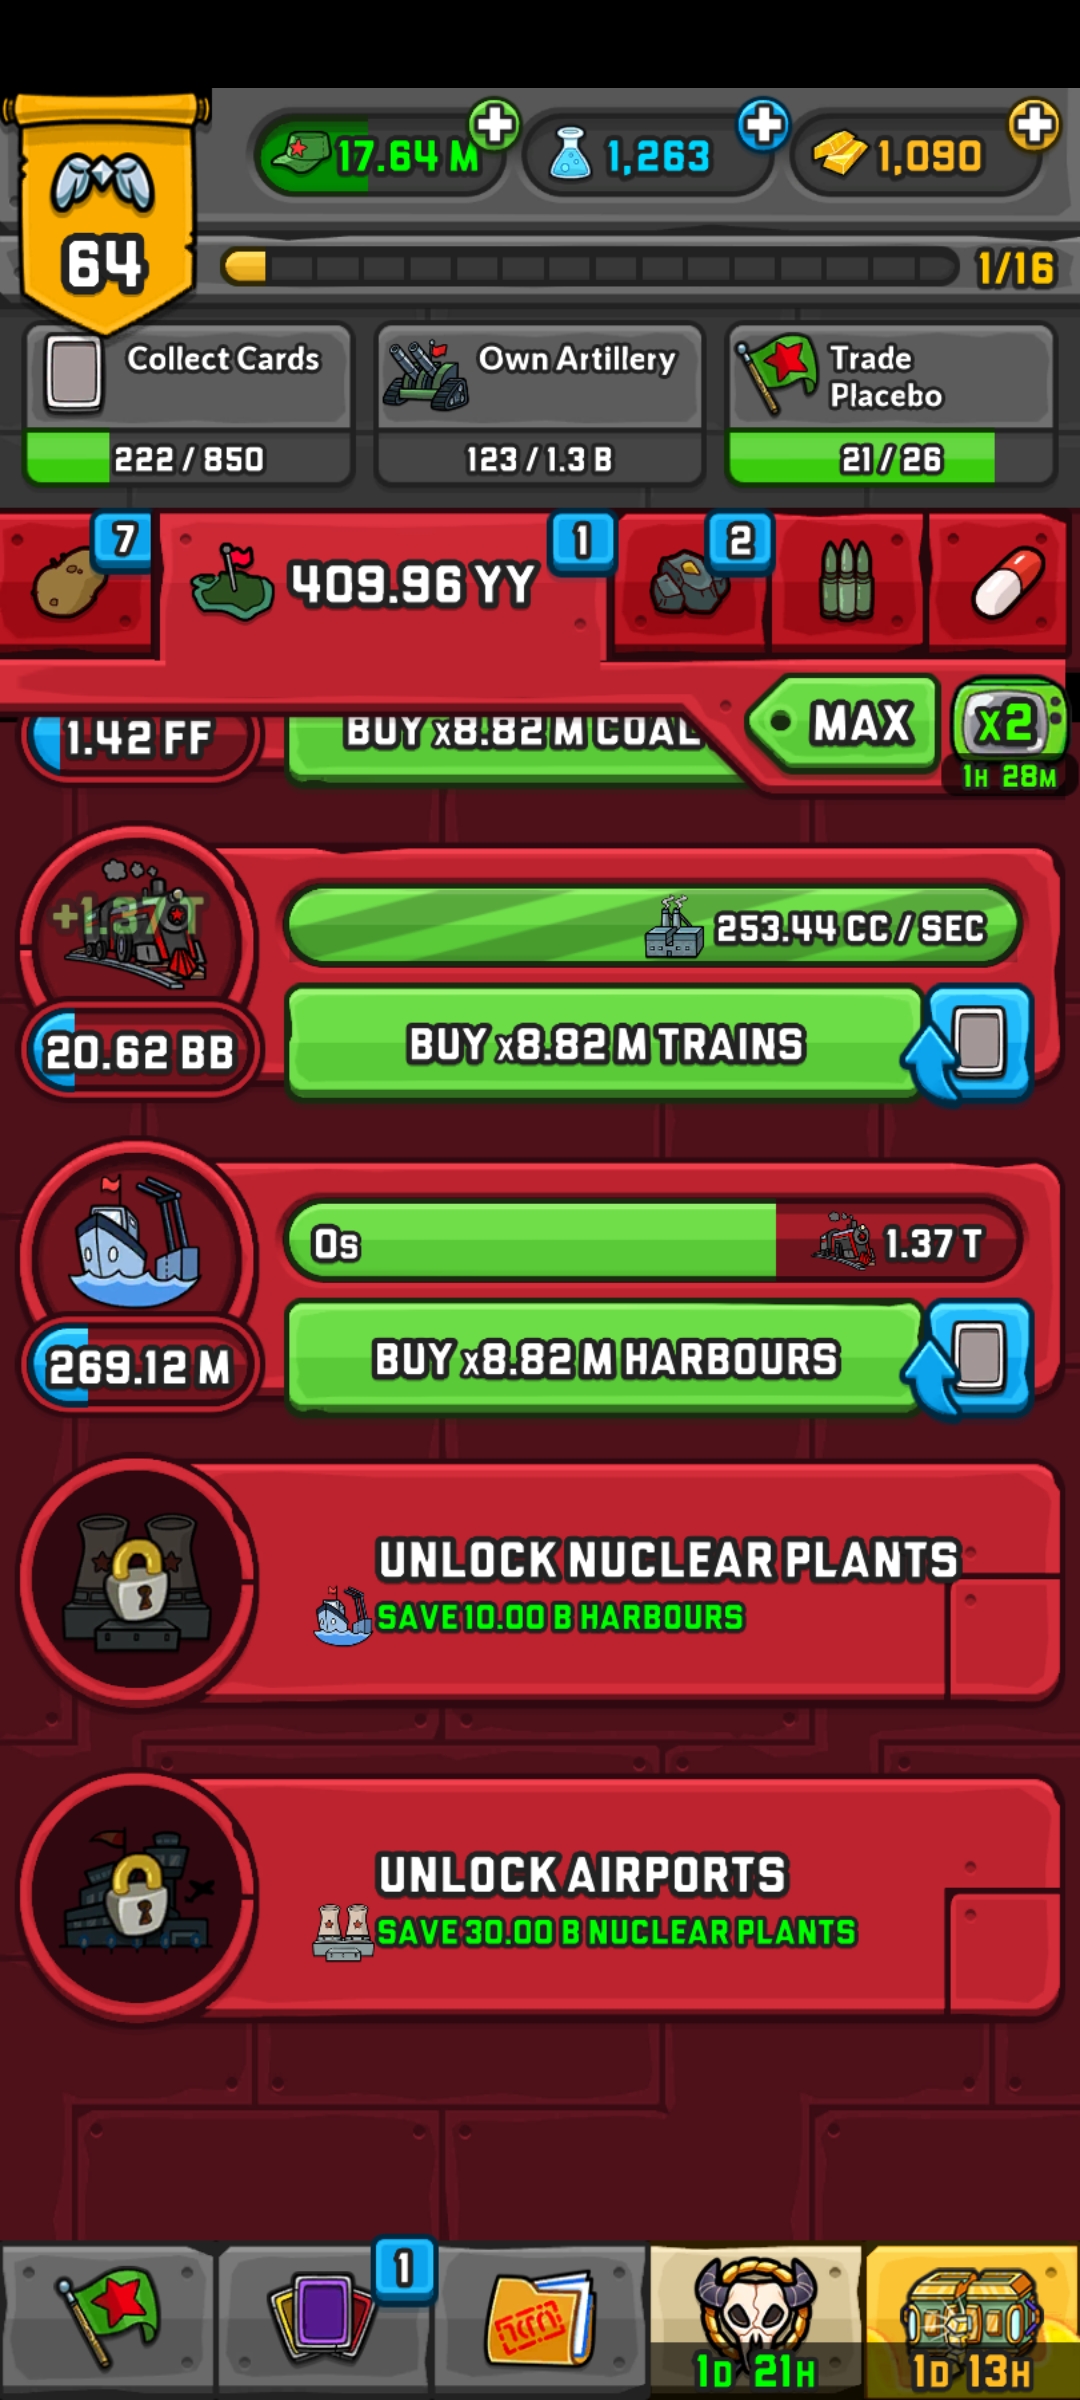 64
17.64 M
1,263
1,090
1/16
Collect Cards
222 / 850
Own Artillery
123 / 1.3 B
Trade
Placebo
21 / 26
7
409.96 YY
1
2
MAX
x2
1H 28M
1.42 FF
BUY x8.82 M COAL
+1.37 T
253.44 CC / SEC
20.62 BB
BUY x8.82 M TRAINS
0s
1.37 T
269.12 M
BUY x8.82 M HARBOURS
UNLOCK NUCLEAR PLANTS
SAVE 10.00 B HARBOURS
UNLOCK AIRPORTS
SAVE 30.00 B NUCLEAR PLANTS
1
1D 21H
1D 13H